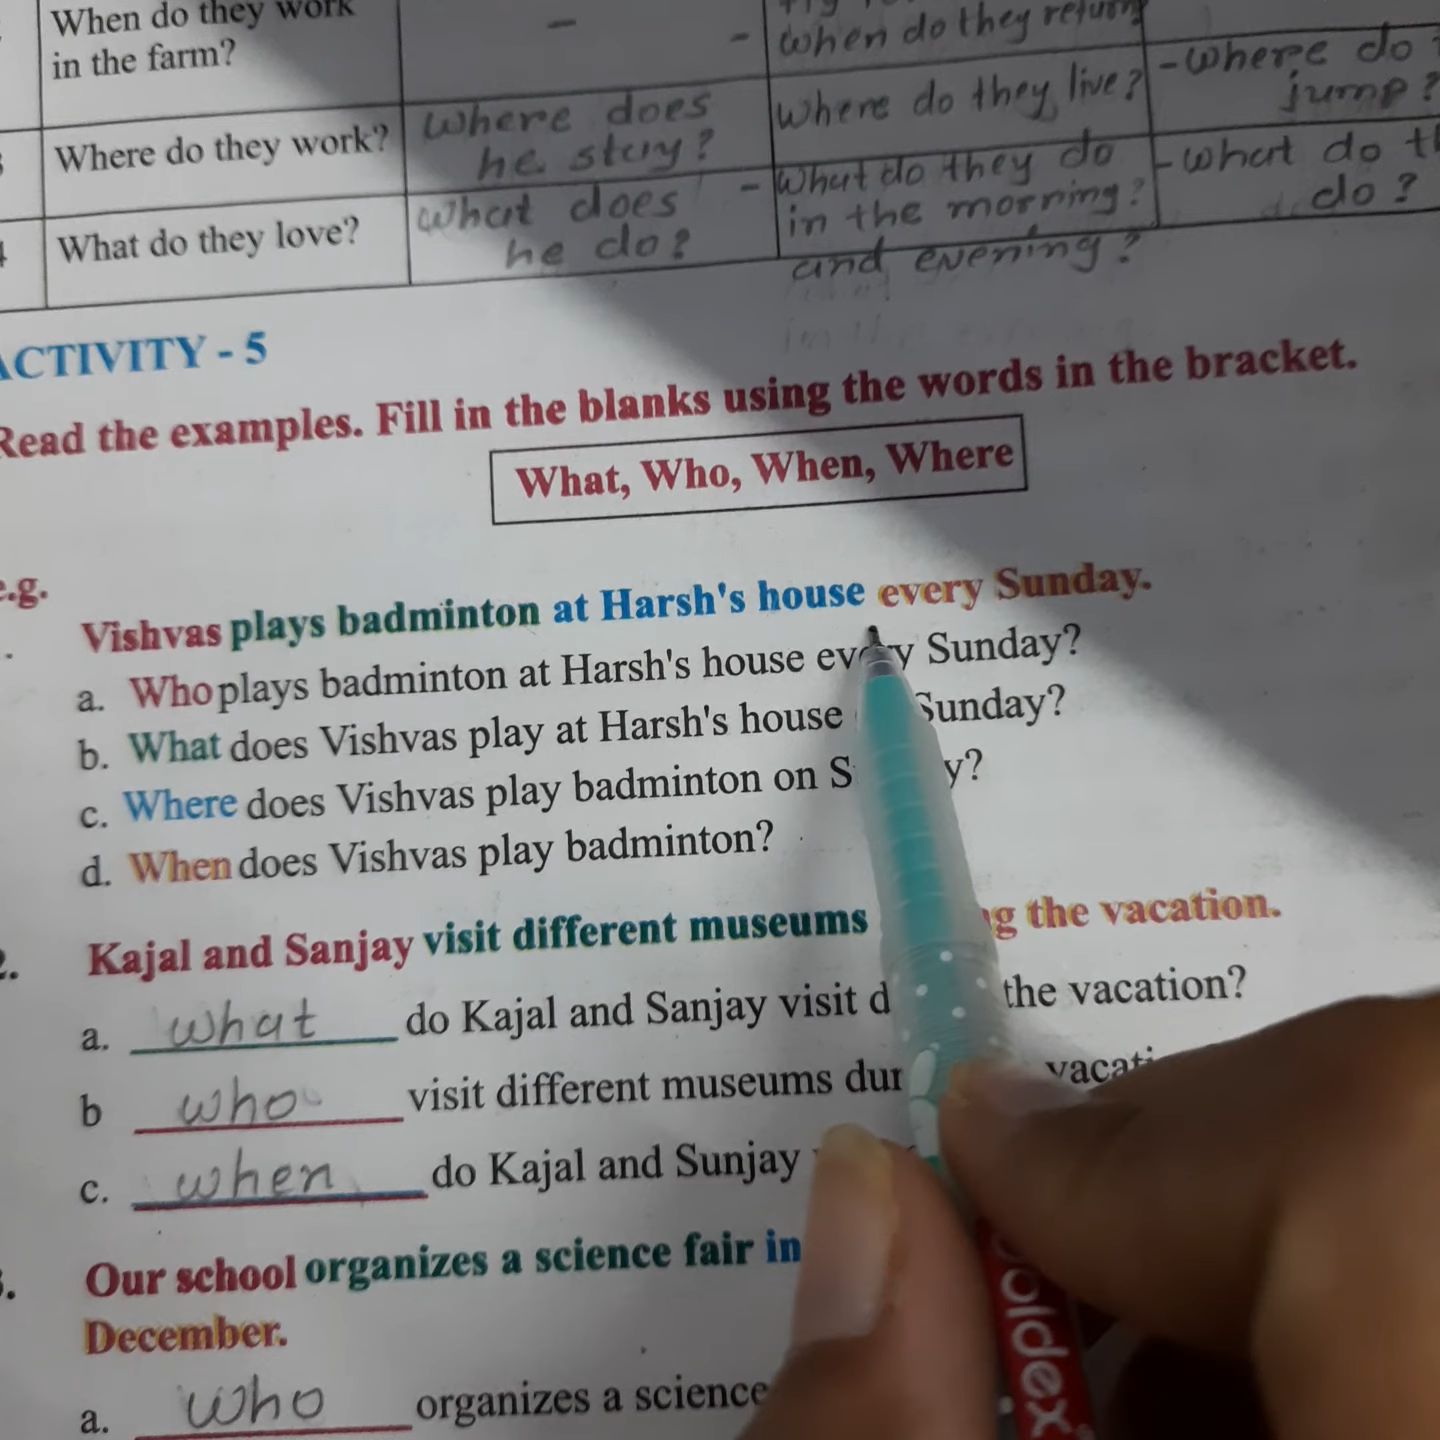 When do they work
in the farm?
-
- when do they return
- where do
jump?
Where do they work?
where does
he stay?
where do they live?
What do they love?
what does
he do?
- what do they do
in the morning?
and evening?
- what do
do?
ACTIVITY - 5
Read the examples. Fill in the blanks using the words in the bracket.
What, Who, When, Where
e.g.
Vishvas plays badminton at Harsh's house every Sunday.
a. Who plays badminton at Harsh's house every Sunday?
b. What does Vishvas play at Harsh's house Sunday?
c. Where does Vishvas play badminton on
d. When does Vishvas play badminton?
2. Kajal and Sanjay visit different museums the vacation.
a. what do Kajal and Sanjay visit the vacation?
b who visit different museums
c. when do Kajal and Sunjay
Our school organizes a science fair in
December.
a. who organizes a science
oldex